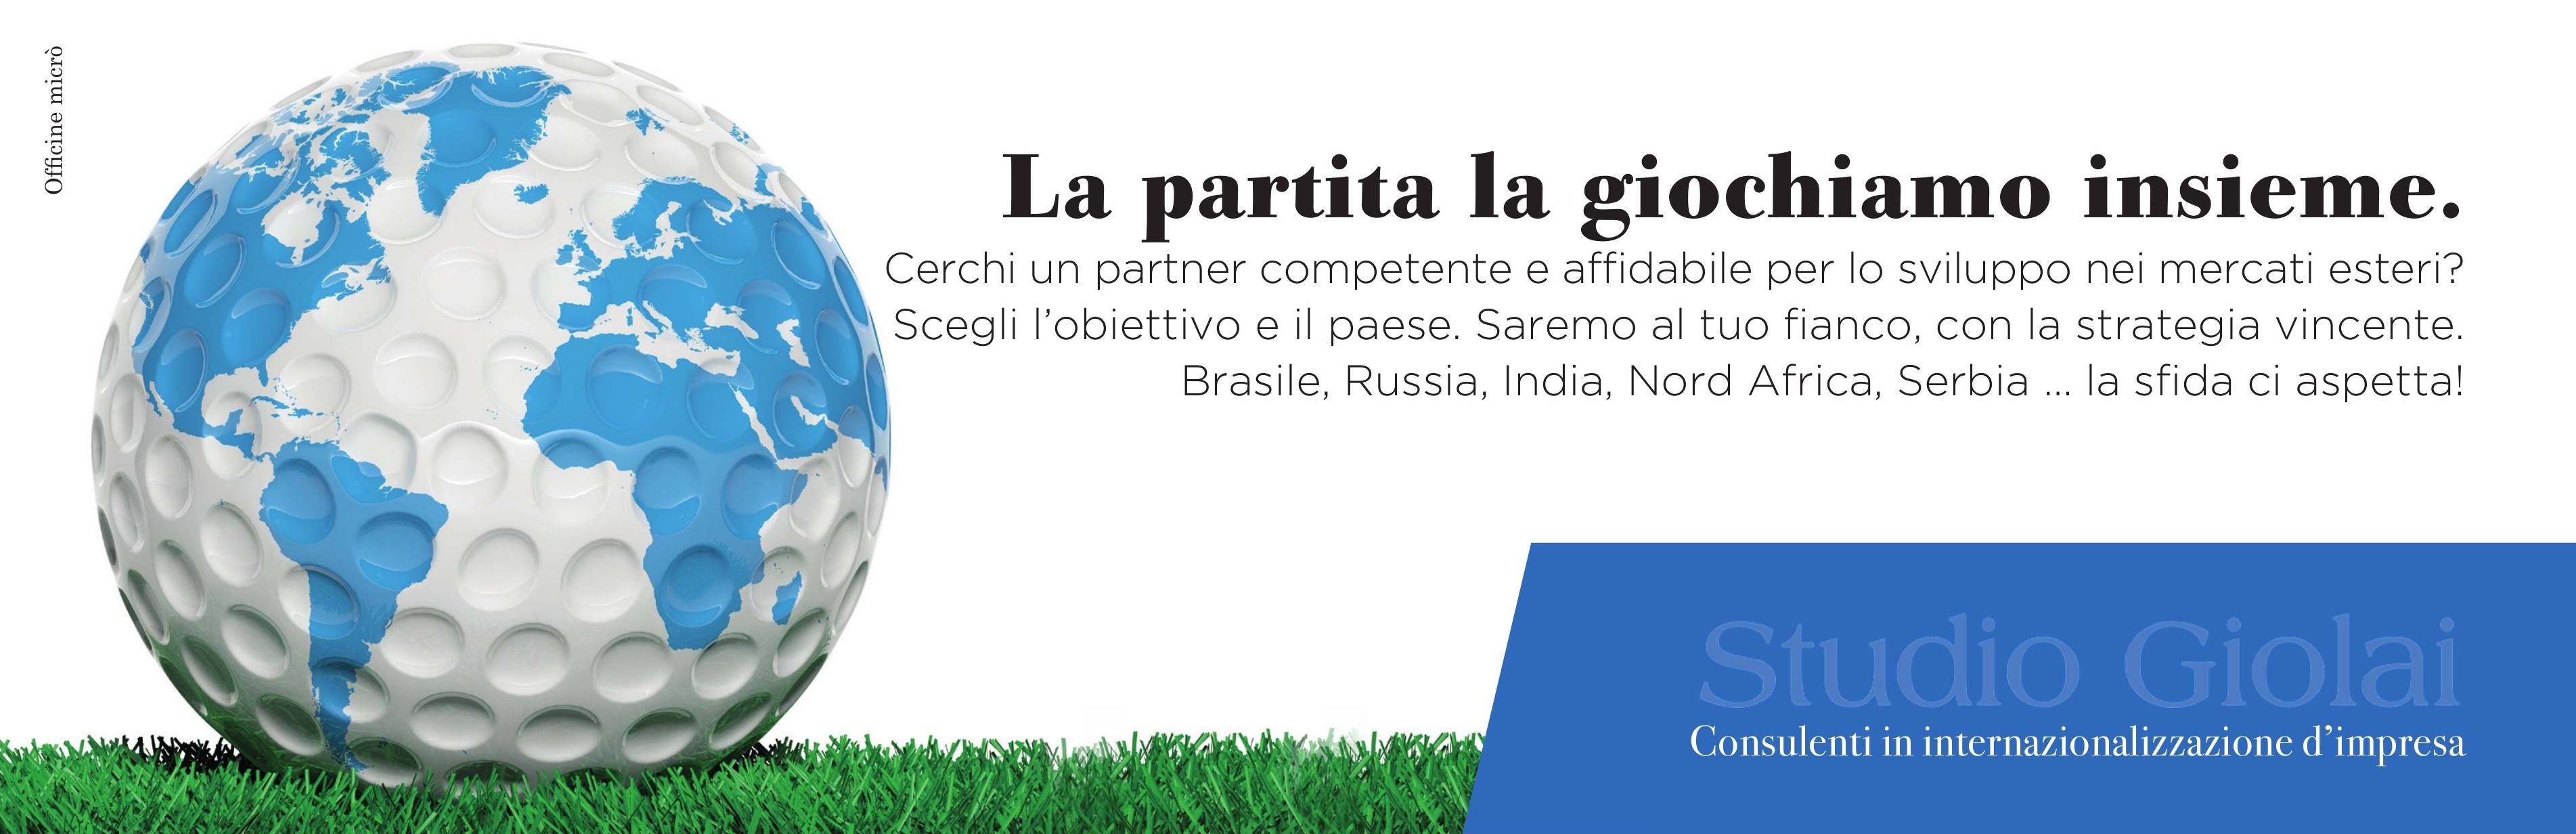 Officine micrò
La partita la giochiamo insieme.
Cerchi un partner competente e affidabile per lo sviluppo nei mercati esteri?
Scegli l’obiettivo e il paese. Saremo al tuo fianco, con la strategia vincente.
Brasile, Russia, India, Nord Africa, Serbia ... la sfida ci aspetta!
Studio Giolai
Consulenti in internazionalizzazione d’impresa